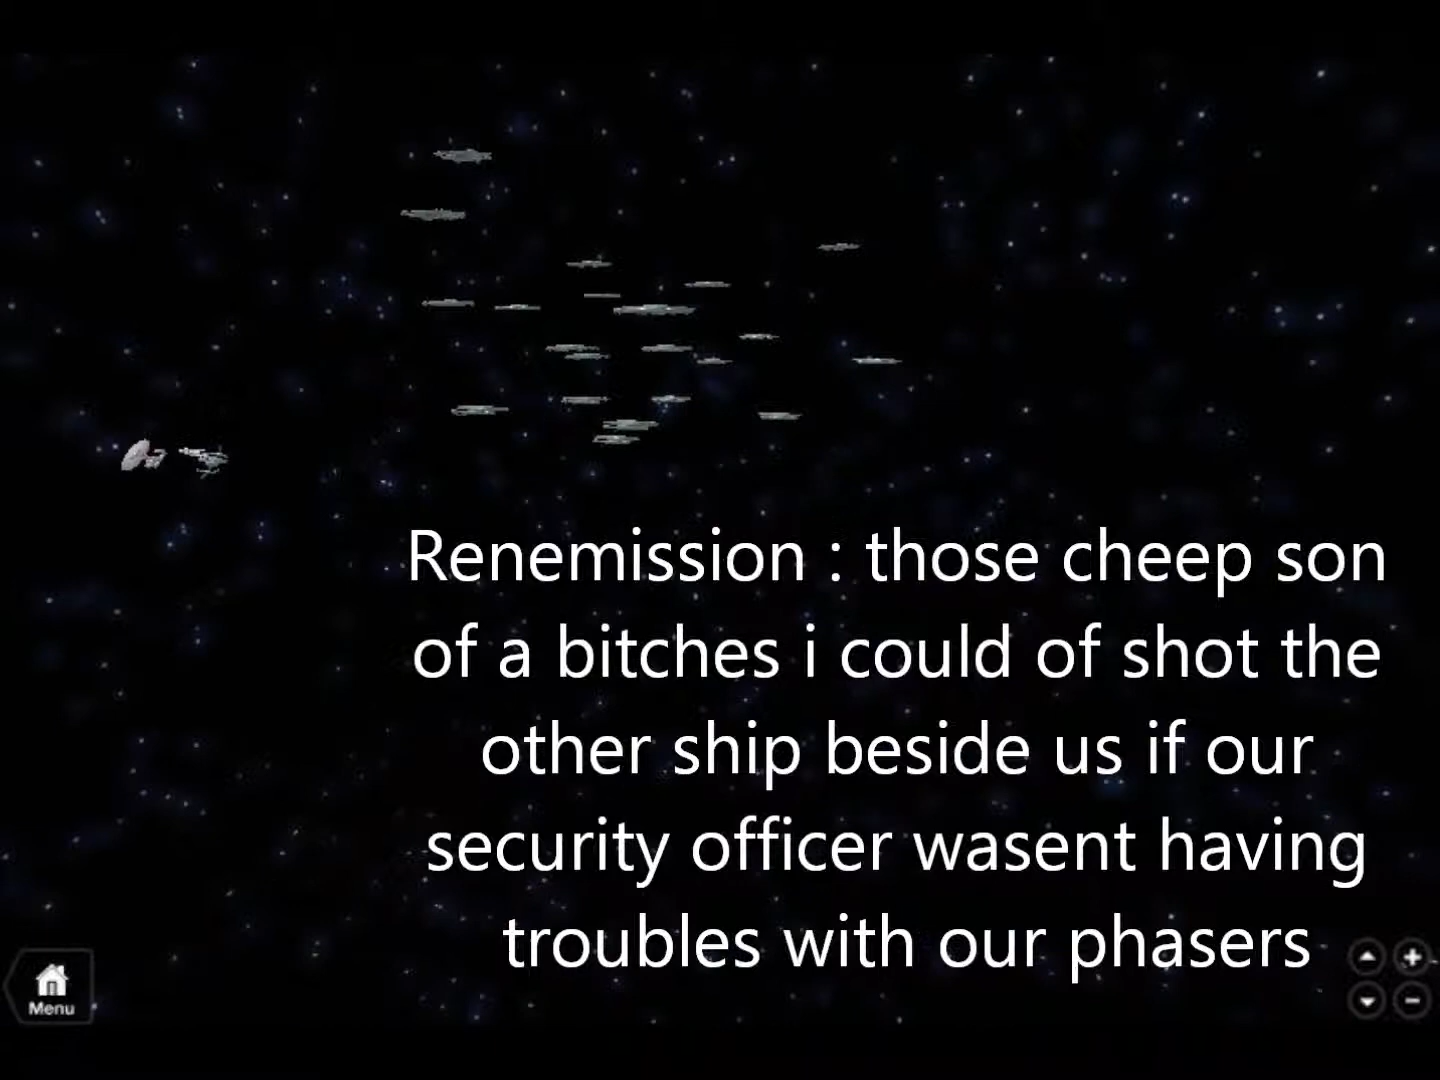 Renemission : those cheep son
of a bitches i could of shot the
other ship beside us if our
security officer wasent having
troubles with our phasers
Menu